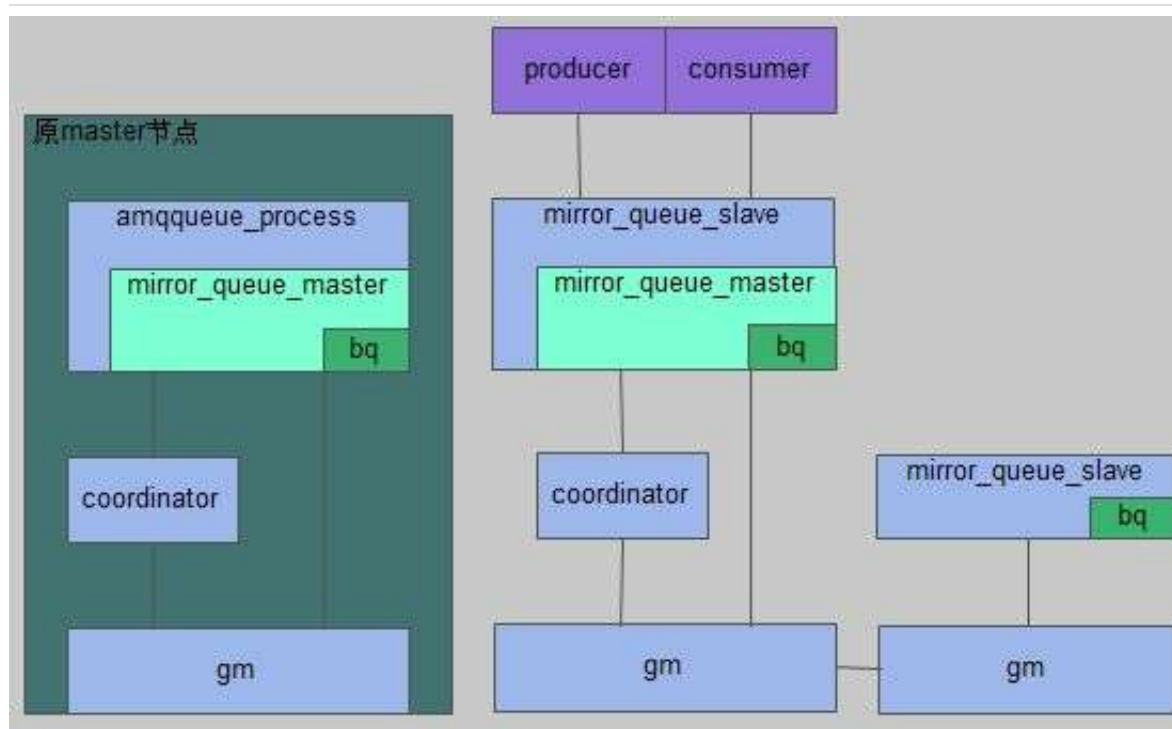 producer
consumer
原master节点
amqqueue_process
mirror_queue_master
bq
coordinator
gm
mirror_queue_slave
mirror_queue_master
bq
coordinator
gm
mirror_queue_slave
bq
gm